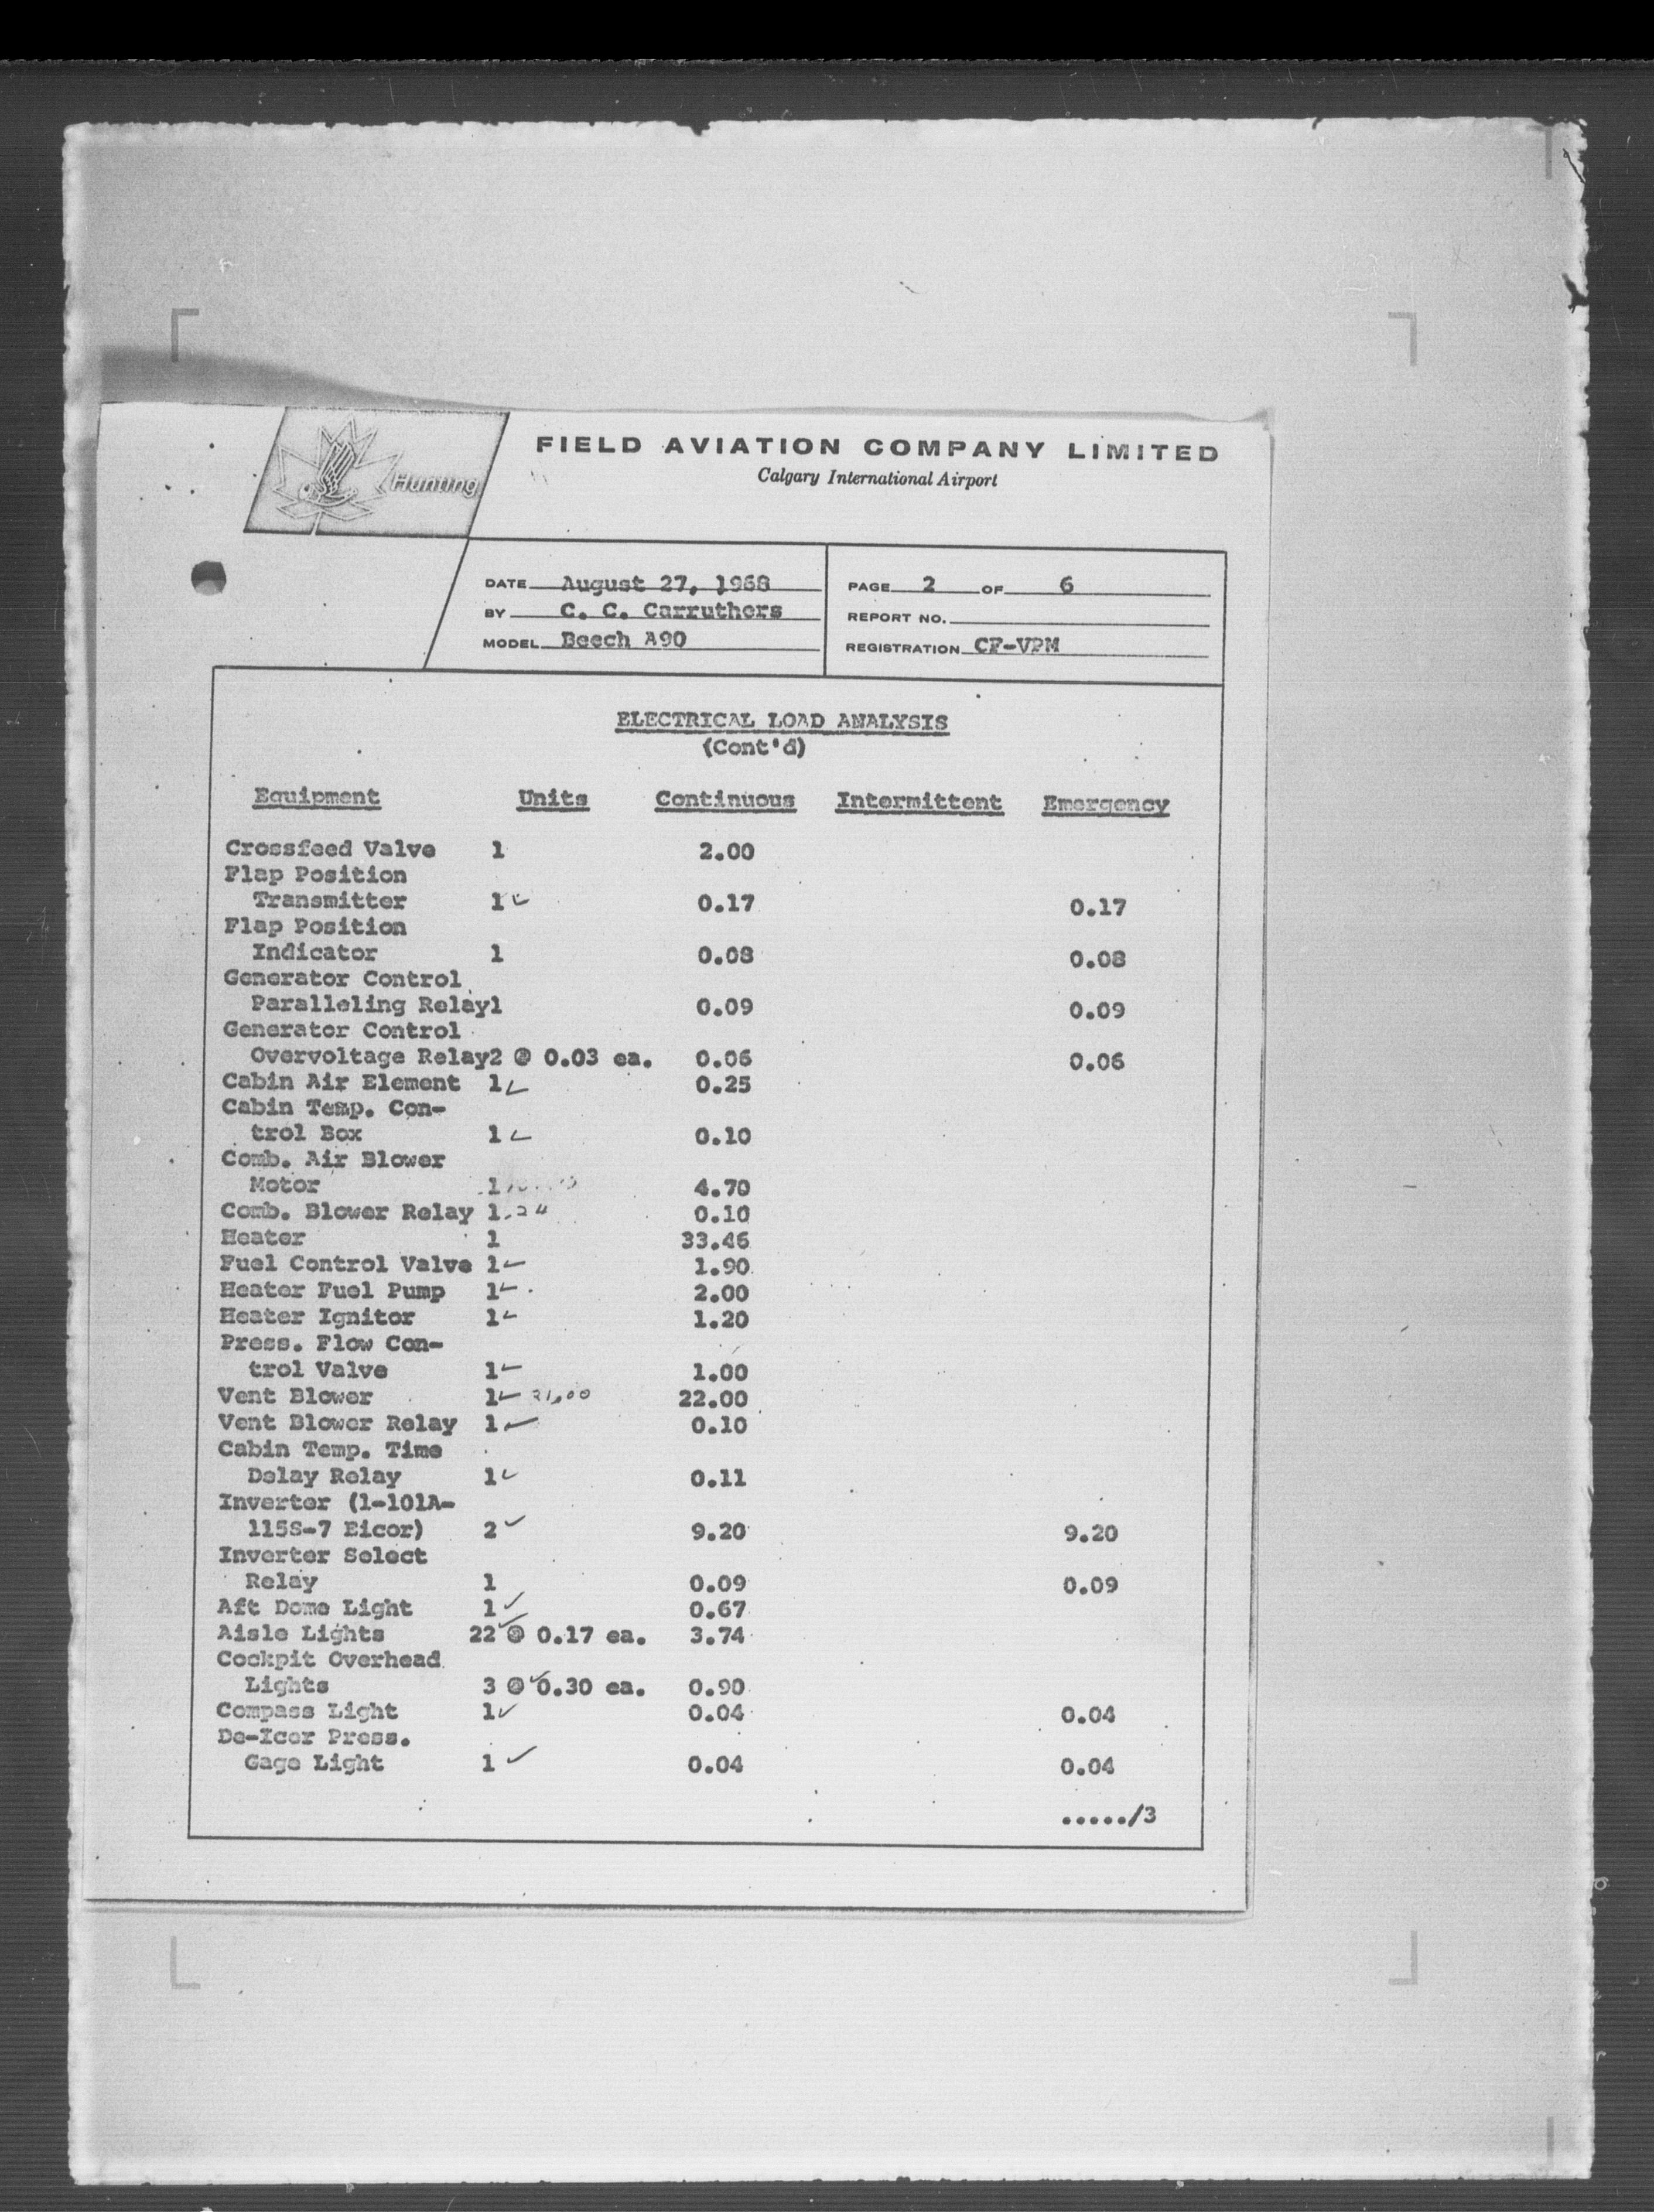 Hunting
FIELD AVIATION COMPANY LIMITED
Calgary International Airport
DATE August 27, 1968
BY C. C. Carruthers
MODEL Beech A90
PAGE 2 OF 6
REPORT NO.
REGISTRATION CF-VPM
ELECTRICAL LOAD ANALYSIS
(Cont'd)
Equipment Units Continuous Intermittent Emergency
Crossfeed Valve 1 2.00
Flap Position
Transmitter 1 0.17 0.17
Flap Position
Indicator 1 0.08 0.08
Generator Control
Paralleling Relay1 0.09 0.09
Generator Control
Overvoltage Relay2 @ 0.03 ea. 0.06 0.06
Cabin Air Element 1 0.25
Cabin Temp. Con-
trol Box 1 0.10
Comb. Air Blower
Motor 1 4.70
Comb. Blower Relay 1 0.10
Heater 1 33.46
Fuel Control Valve 1 1.90
Heater Fuel Pump 1 2.00
Heater Ignitor 1 1.20
Press. Flow Con-
trol Valve 1 1.00
Vent Blower 1 21.00 22.00
Vent Blower Relay 1 0.10
Cabin Temp. Time
Delay Relay 1 0.11
Inverter (1-101A-
115S-7 Eicor) 2 9.20 9.20
Inverter Select
Relay 1 0.09 0.09
Aft Dome Light 1 0.67
Aisle Lights 22 @ 0.17 ea. 3.74
Cockpit Overhead
Lights 3 @ 0.30 ea. 0.90
Compass Light 1 0.04 0.04
De-Icer Press.
Gage Light 1 0.04 0.04
...../3